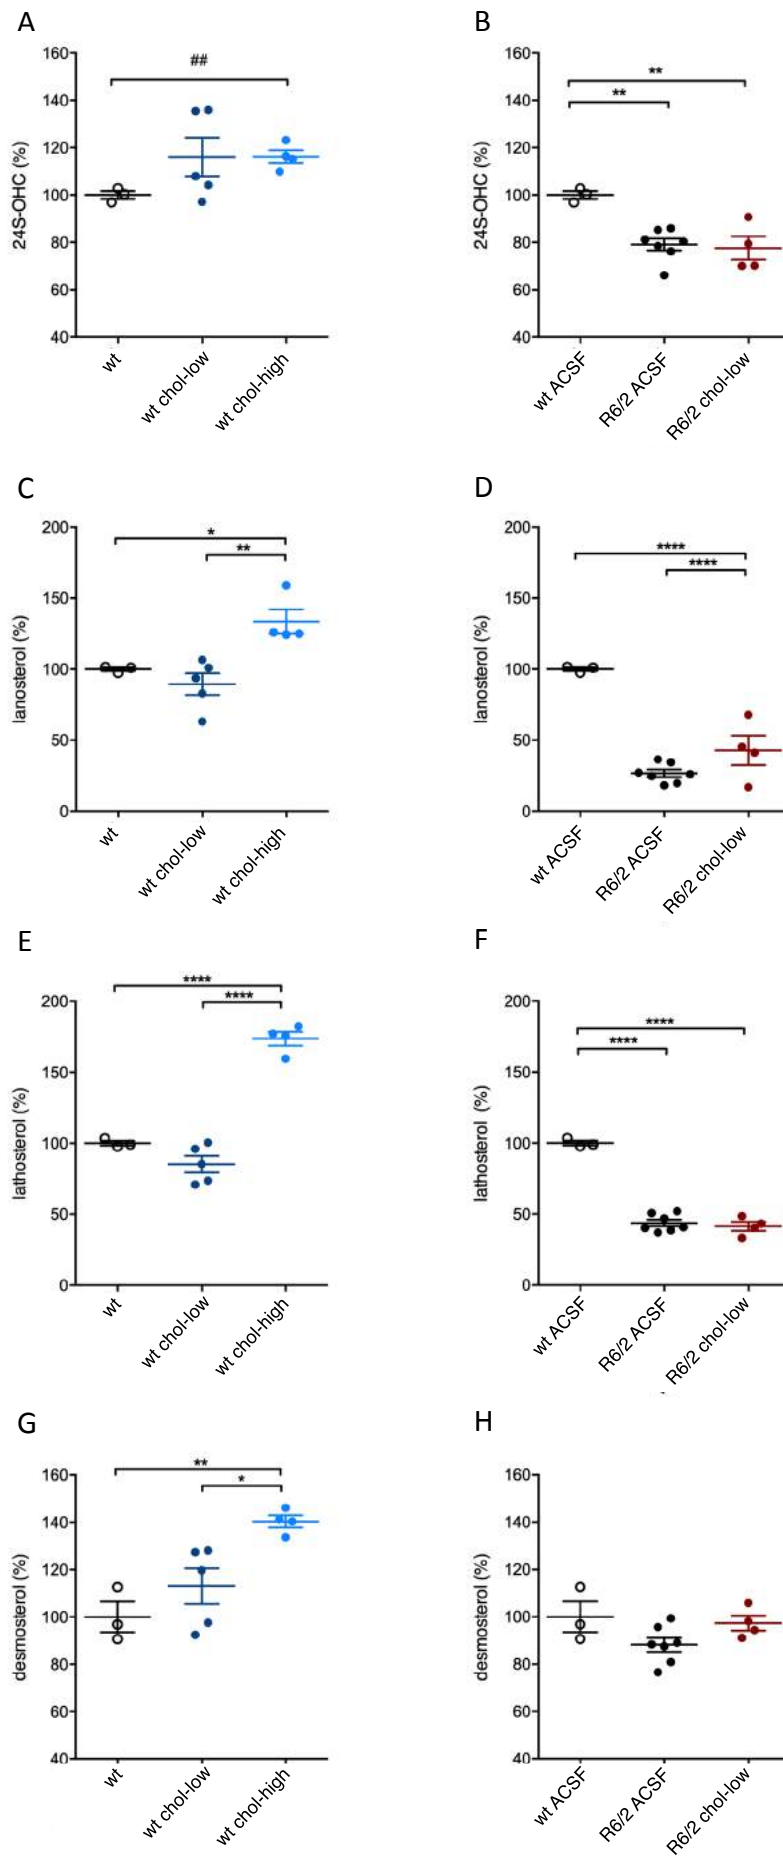 A
24S-OHC (%)
160
140
120
100
80
60
40
##
wt
wt chol-low
wt chol-high
B
24S-OHC (%)
160
140
120
100
80
60
40
**
**
wt ACSF
R6/2 ACSF
R6/2 chol-low
C
lanosterol (%)
200
150
100
50
0
*
**
wt
wt chol-low
wt chol-high
D
lanosterol (%)
200
150
100
50
0
****
****
wt ACSF
R6/2 ACSF
R6/2 chol-low
E
lathosterol (%)
200
150
100
50
0
****
****
wt
wt chol-low
wt chol-high
F
lathosterol (%)
200
150
100
50
0
****
****
wt ACSF
R6/2 ACSF
R6/2 chol-low
G
desmosterol (%)
160
140
120
100
80
60
40
**
*
wt
wt chol-low
wt chol-high
H
desmosterol (%)
160
140
120
100
80
60
40
wt ACSF
R6/2 ACSF
R6/2 chol-low